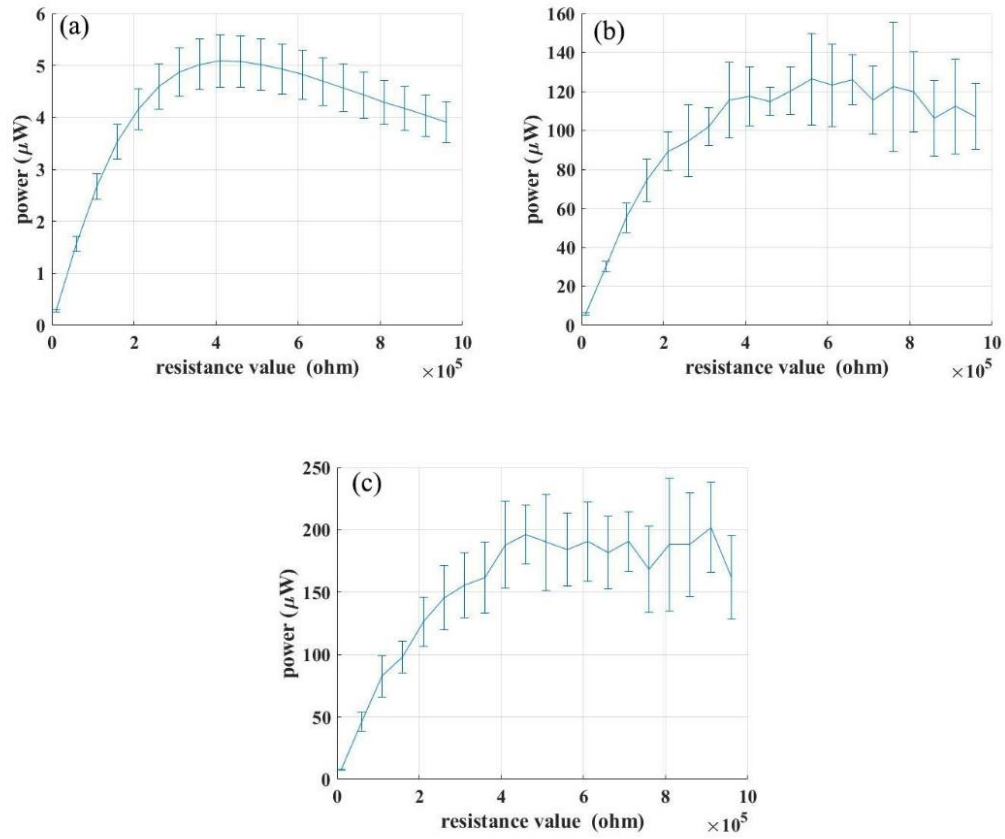 (a)
6
5
4
3
2
1
0
power (μW)
0 2 4 6 8 10
resistance value (ohm) ×10^5
(b)
160
140
120
100
80
60
40
20
0
power (μW)
0 2 4 6 8 10
resistance value (ohm) ×10^5
(c)
250
200
150
100
50
0
power (μW)
0 2 4 6 8 10
resistance value (ohm) ×10^5